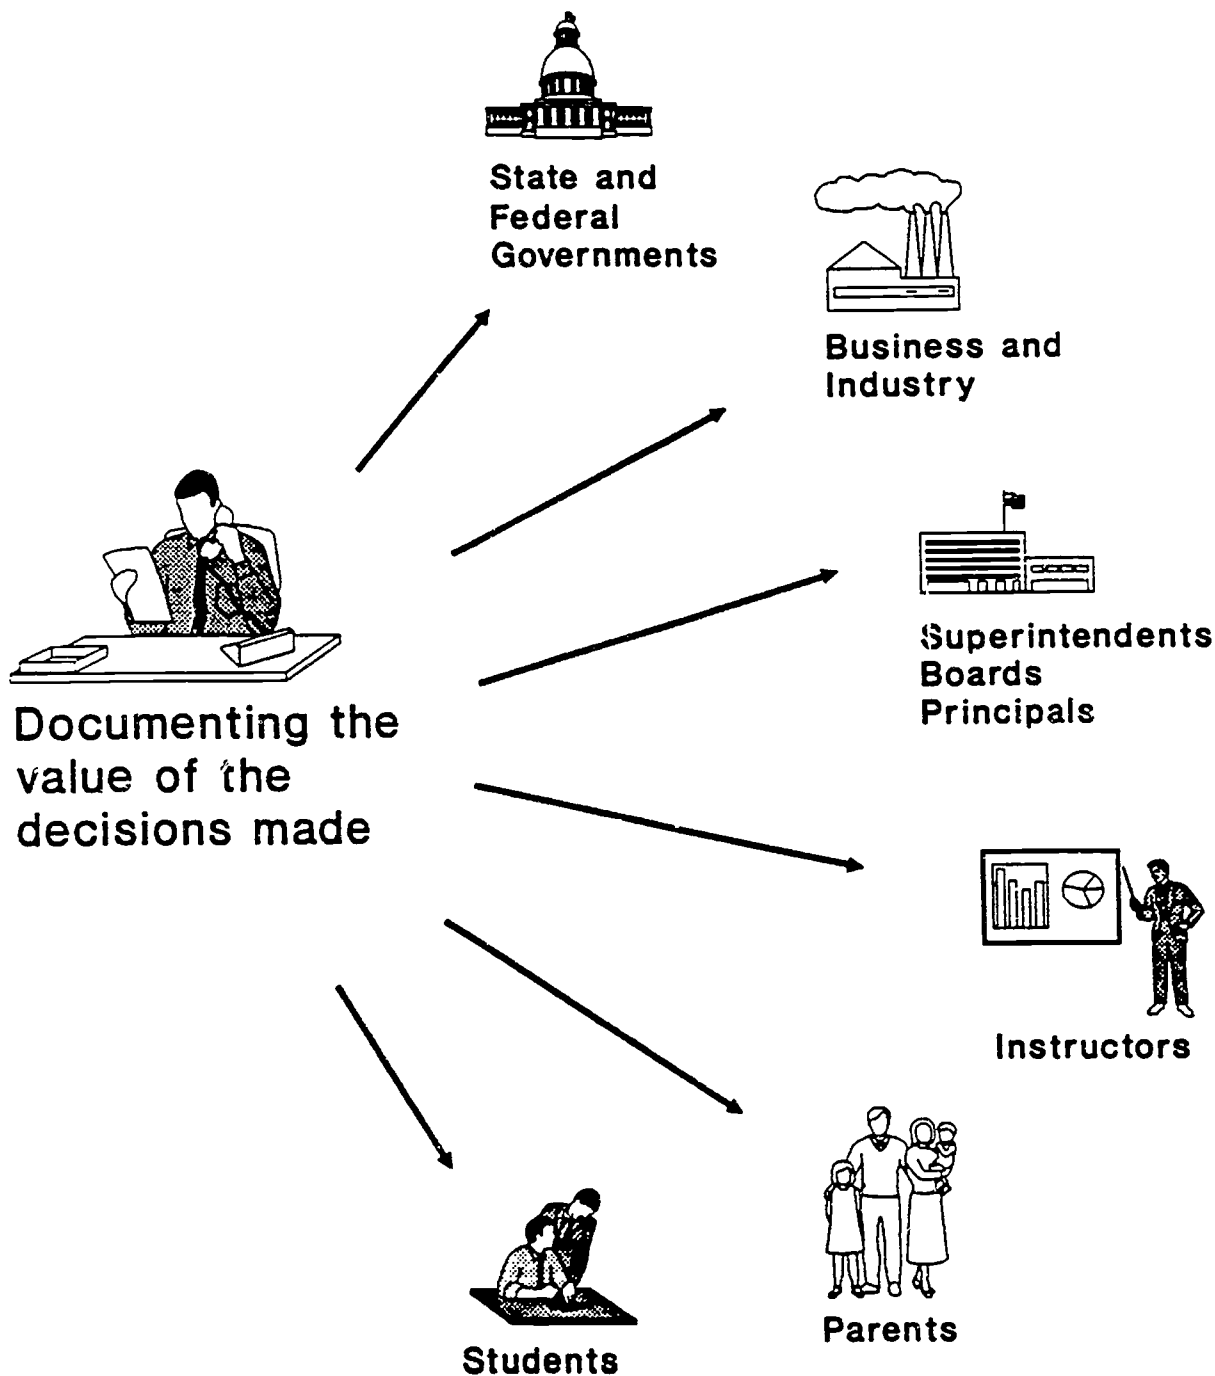 State and
Federal
Governments
Business and
Industry
Superintendents
Boards
Principals
Documenting the
value of the
decisions made
Instructors
Parents
Students